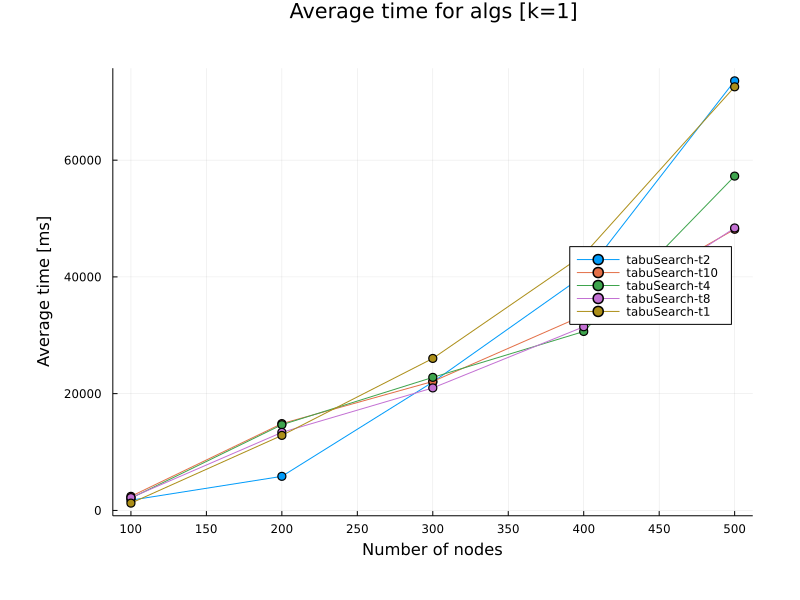 Average time for algs [k=1]
Average time [ms]
60000
40000
20000
0
tabuSearch-t2
tabuSearch-t10
tabuSearch-t4
tabuSearch-t8
tabuSearch-t1
100 150 200 250 300 350 400 450 500
Number of nodes